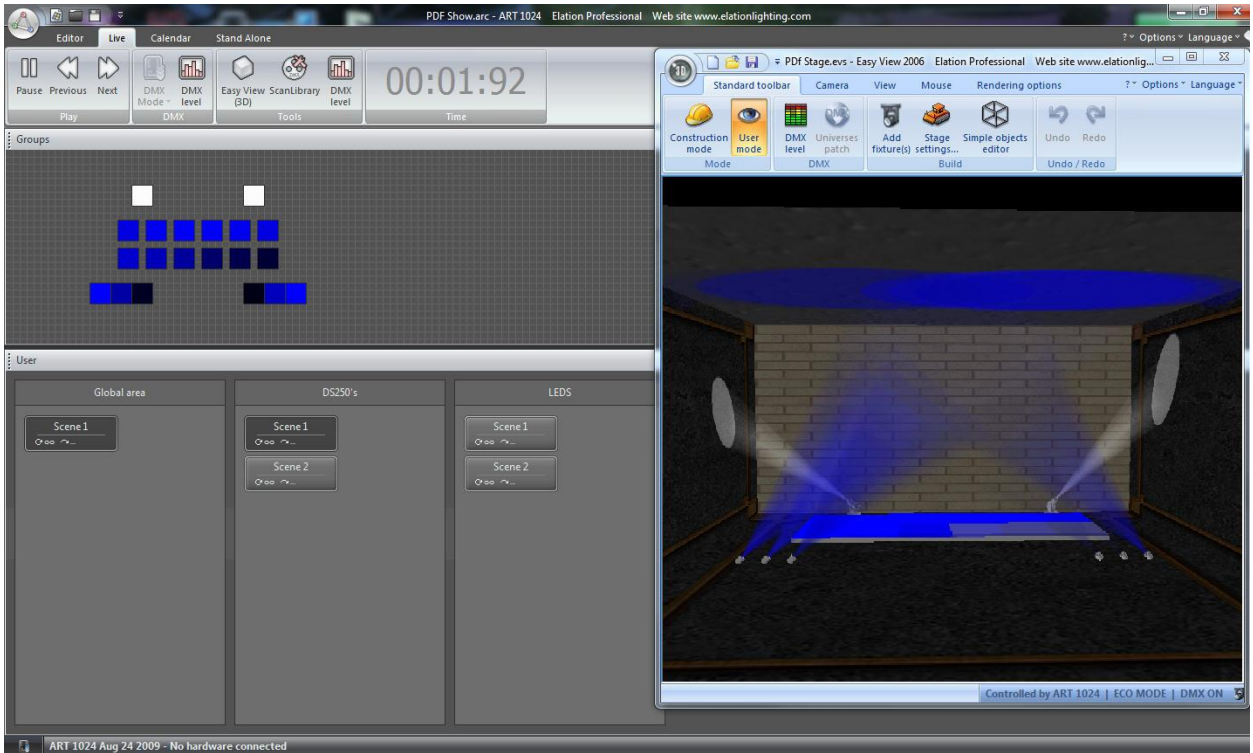 PDF Show.arc - ART 1024 Elation Professional Web site www.elationlighting.com
Editor Live Calendar Stand Alone
? Options Language
Pause Previous Next
DMX Mode DMX level
Easy View (3D) ScanLibrary DMX level
00:01:92
Play DMX Tools Time
Groups
User
Global area DS250's LEDS
Scene 1 Scene 1 Scene 1
Scene 2 Scene 2
ART 1024 Aug 24 2009 - No hardware connected
3D
PDF Stage.evs - Easy View 2006 Elation Professional Web site www.elationlig...
Standard toolbar Camera View Mouse Rendering options ? Options Language
Construction mode User mode DMX level Universes patch Add fixture(s) Stage settings... Simple objects editor Undo Redo
Mode DMX Build Undo / Redo
Controlled by ART 1024 | ECO MODE | DMX ON